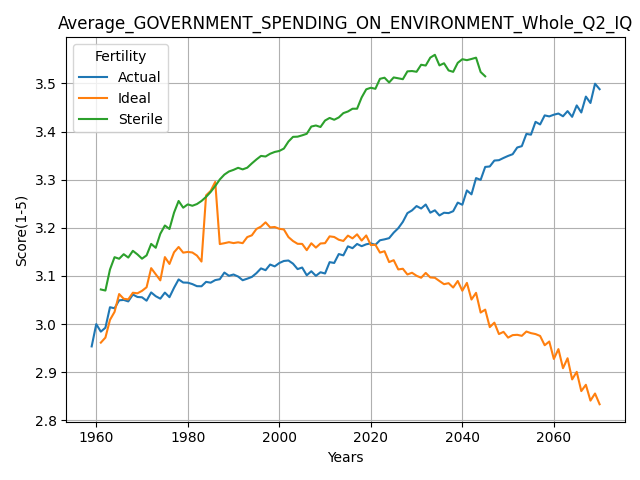 Average_GOVERNMENT_SPENDING_ON_ENVIRONMENT_Whole_Q2_IQ
Fertility
Actual
Ideal
Sterile
Score(1-5)
3.5
3.4
3.3
3.2
3.1
3.0
2.9
2.8
1960 1980 2000 2020 2040 2060
Years